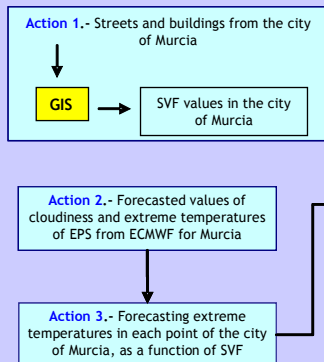 Action 1.- Streets and buildings from the city
of Murcia
GIS
SVF values in the city
of Murcia
Action 2.- Forecasted values of
cloudiness and extreme temperatures
of EPS from ECMWF for Murcia
Action 3.- Forecasting extreme
temperatures in each point of the city
of Murcia, as a function of SVF